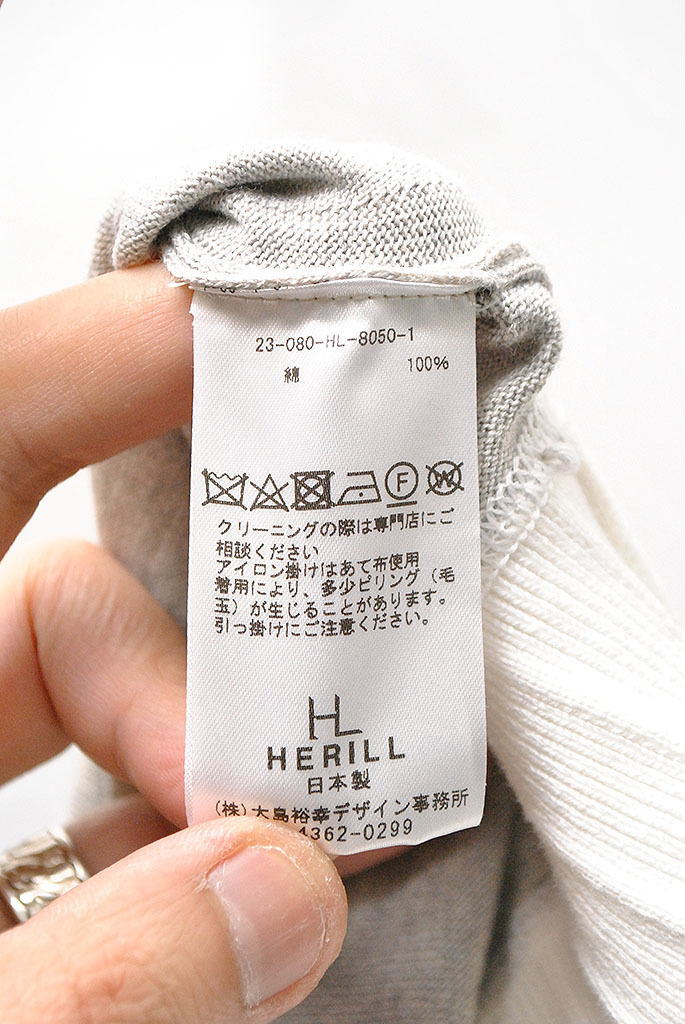 23-080-HL-8050-1
綿 100%
クリーニングの際は専門店にご
相談ください
アイロン掛けはあて布使用
着用により、多少ピリング（毛
玉）が生じることがあります。
引っ掛けにご注意ください。
HL
HERILL
日本製
(株)大島裕幸デザイン事務所
4362-0299